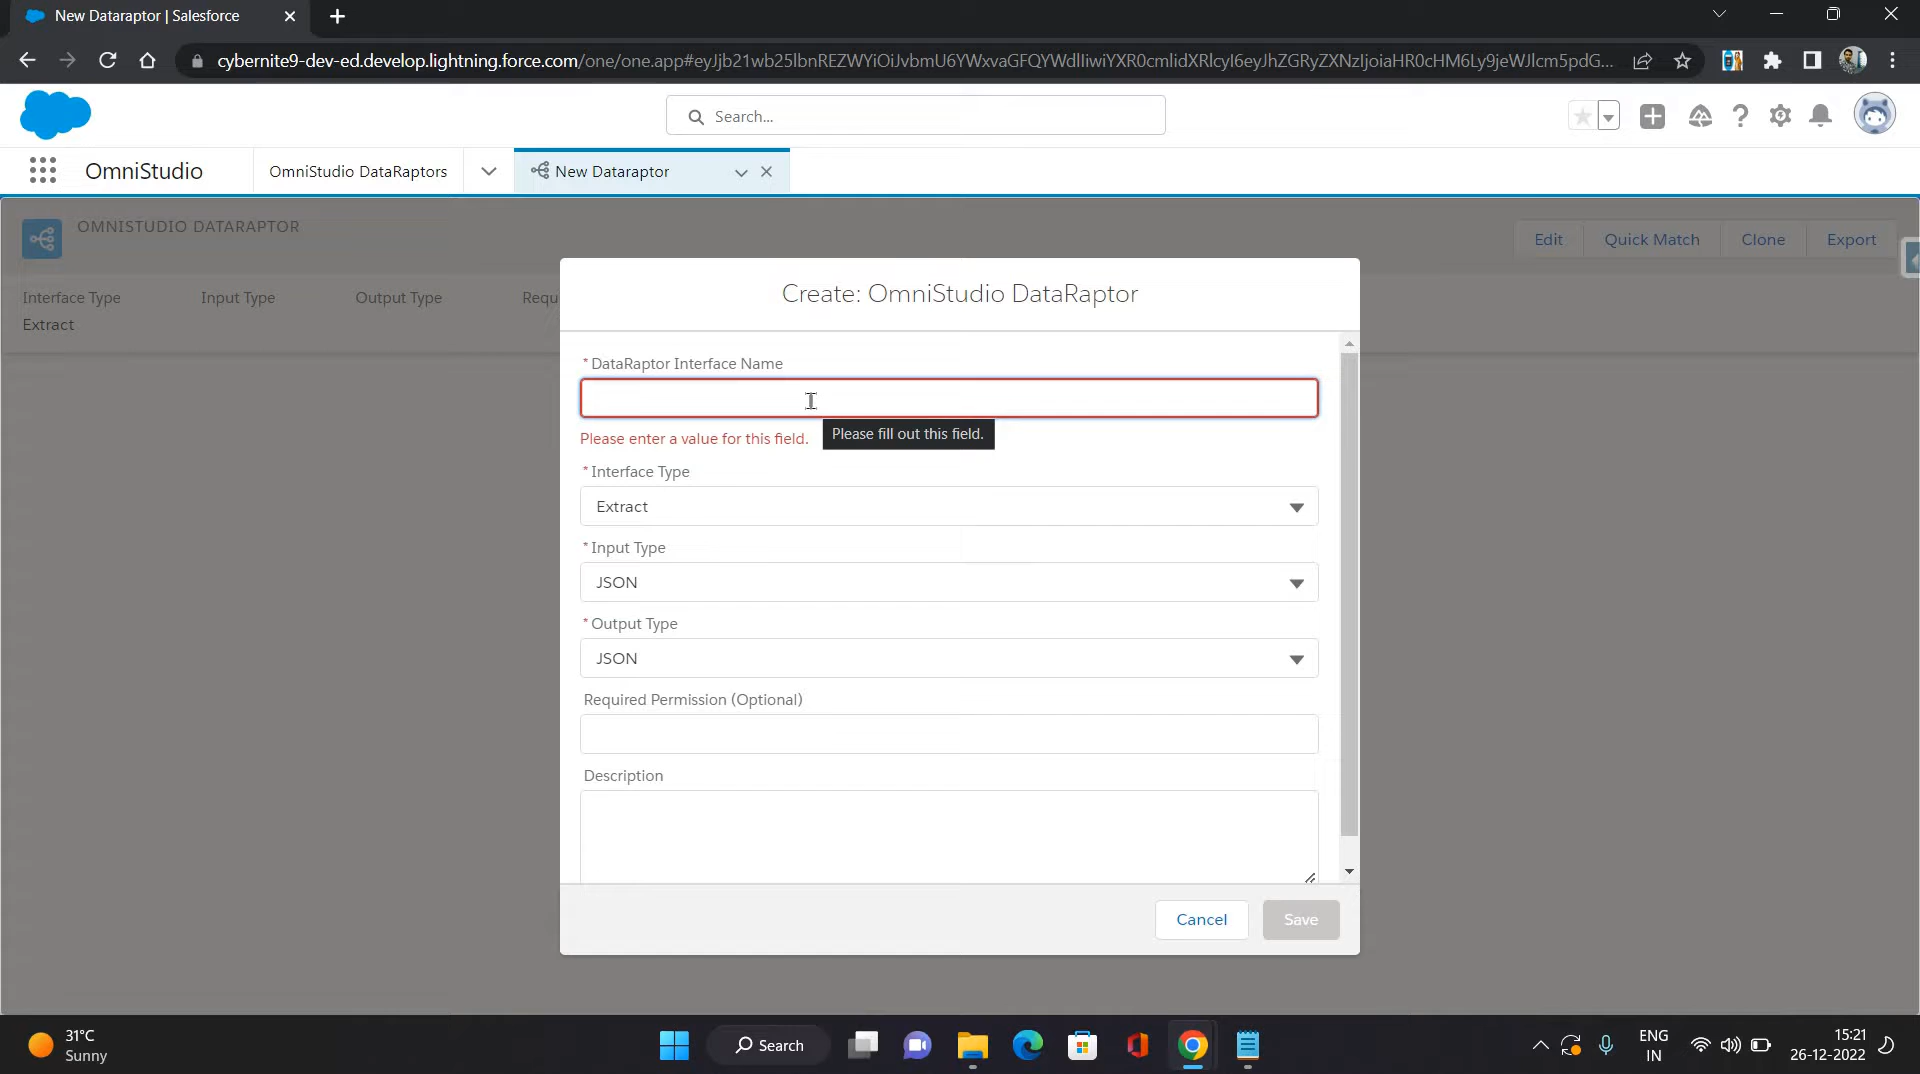 New Dataraptor | Salesforce
cybernite9-dev-ed.develop.lightning.force.com/one/one.app#eyJjb21wb25lbnREZWYiOiJvbmU6YWxvaGFQYWdlIiwiYXR0cmlidXRlcyI6eyJhZGRyZXNzIjoiaHR0cHM6Ly9jeWJlcm5pdG...
Search...
OmniStudio
OmniStudio DataRaptors
New Dataraptor
OMNISTUDIO DATARAPTOR
Edit
Quick Match
Clone
Export
Interface Type
Input Type
Output Type
Requ
Extract
Create: OmniStudio DataRaptor
* DataRaptor Interface Name
Please enter a value for this field.
Please fill out this field.
* Interface Type
Extract
* Input Type
JSON
* Output Type
JSON
Required Permission (Optional)
Description
Cancel
Save
31°C
Sunny
Search
ENG
IN
15:21
26-12-2022